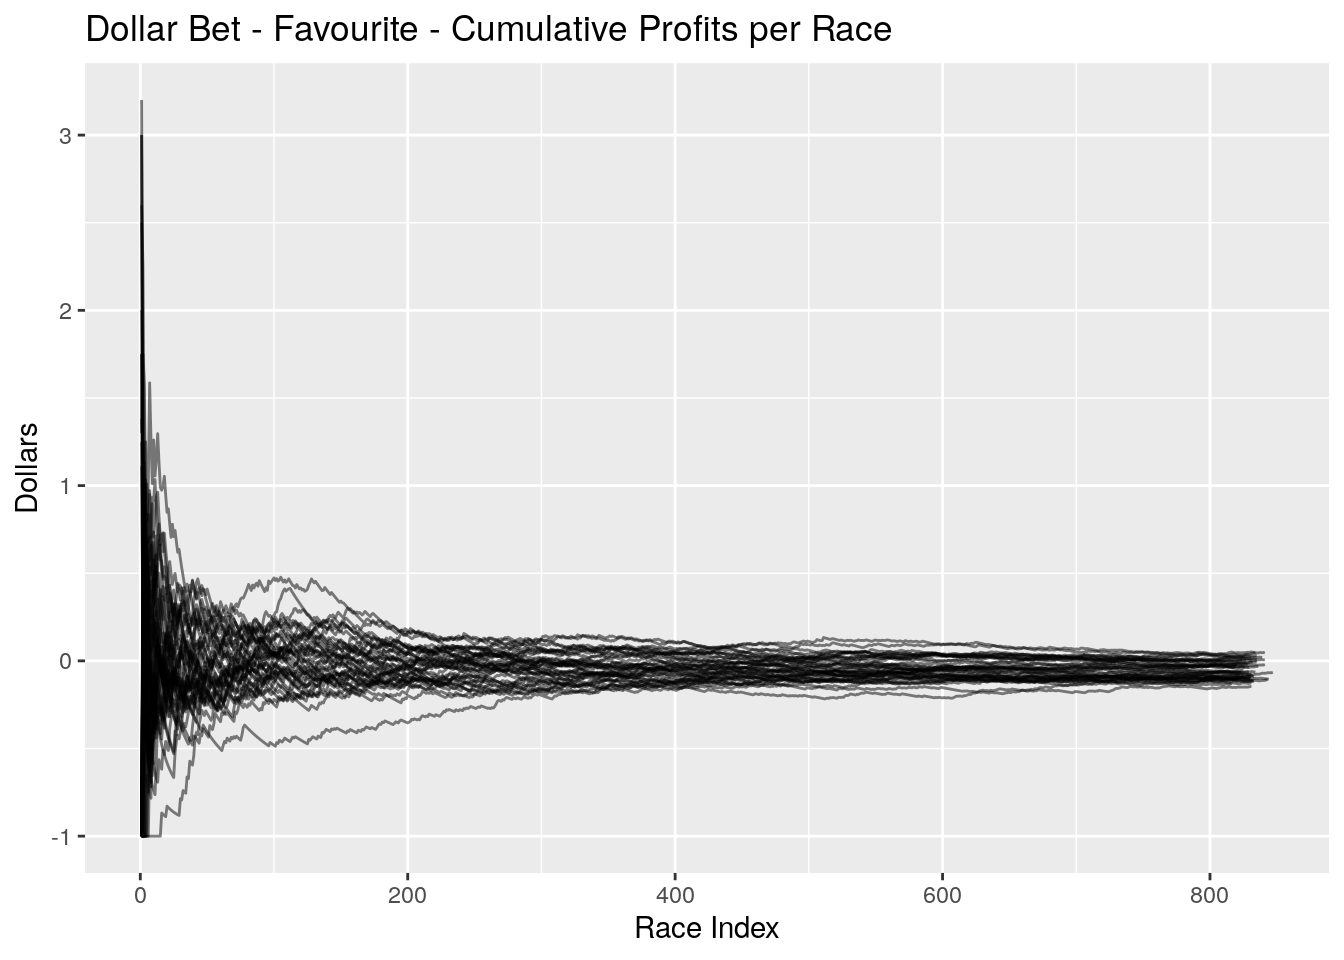 Dollar Bet - Favourite - Cumulative Profits per Race
3
2
1
0
-1
Dollars
0 200 400 600 800
Race Index